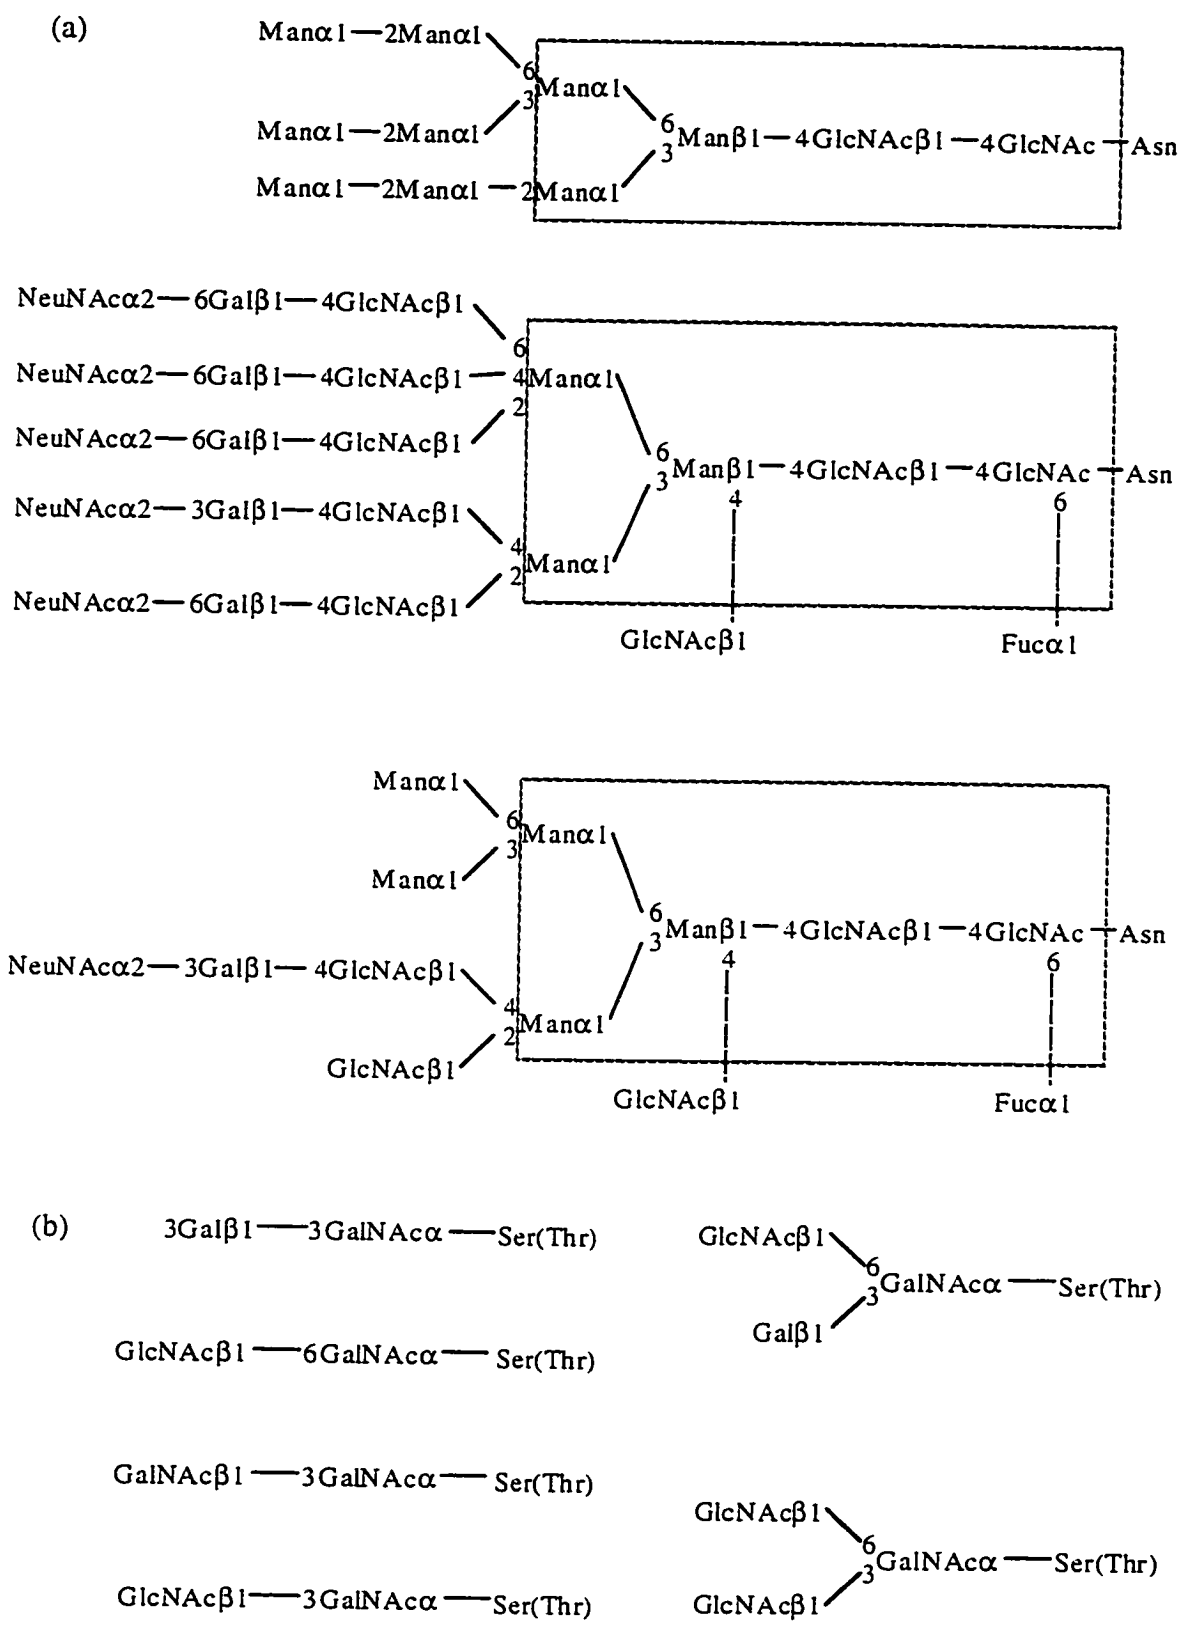 (a)
Manα1—2Manα1
6
Manα1
3
Manα1—2Manα1
6
Manβ1—4GlcNAcβ1—4GlcNAc—Asn
3
Manα1—2Manα1—2Manα1
NeuNAcα2—6Galβ1—4GlcNAcβ1
6
NeuNAcα2—6Galβ1—4GlcNAcβ1—4Manα1
2
NeuNAcα2—6Galβ1—4GlcNAcβ1
6
Manβ1—4GlcNAcβ1—4GlcNAc—Asn
3
4 6
NeuNAcα2—3Galβ1—4GlcNAcβ1
4
Manα1
2
NeuNAcα2—6Galβ1—4GlcNAcβ1
GlcNAcβ1 Fucα1
Manα1
6
Manα1
3
Manα1
6
Manβ1—4GlcNAcβ1—4GlcNAc—Asn
3
4 6
NeuNAcα2—3Galβ1—4GlcNAcβ1
4
Manα1
2
GlcNAcβ1
GlcNAcβ1 Fucα1
(b)
3Galβ1—3GalNAcα—Ser(Thr)
GlcNAcβ1
6
GalNAcα—Ser(Thr)
3
Galβ1
GlcNAcβ1—6GalNAcα—Ser(Thr)
GalNAcβ1—3GalNAcα—Ser(Thr)
GlcNAcβ1
6
GalNAcα—Ser(Thr)
3
GlcNAcβ1
GlcNAcβ1—3GalNAcα—Ser(Thr)